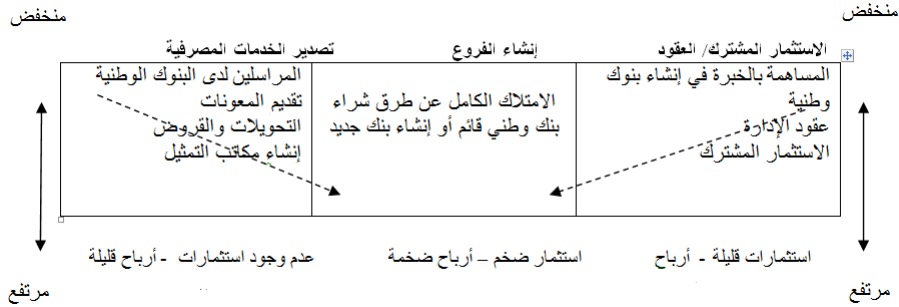 منخفض
منخفض
الاستثمار المشترك/ العقود
إنشاء الفروع
تصدير الخدمات المصرفية
المساهمة بالخبرة في إنشاء بنوك
وطنية
عقود الإدارة
الاستثمار المشترك
الامتلاك الكامل عن طرق شراء
بنك وطني قائم أو إنشاء بنك جديد
المراسلين لدى البنوك الوطنية
تقديم المعونات
التحويلات والقروض
إنشاء مكاتب التمثيل
استثمارات قليلة - أرباح
استثمار ضخم – أرباح ضخمة
عدم وجود استثمارات - أرباح قليلة
مرتفع
مرتفع